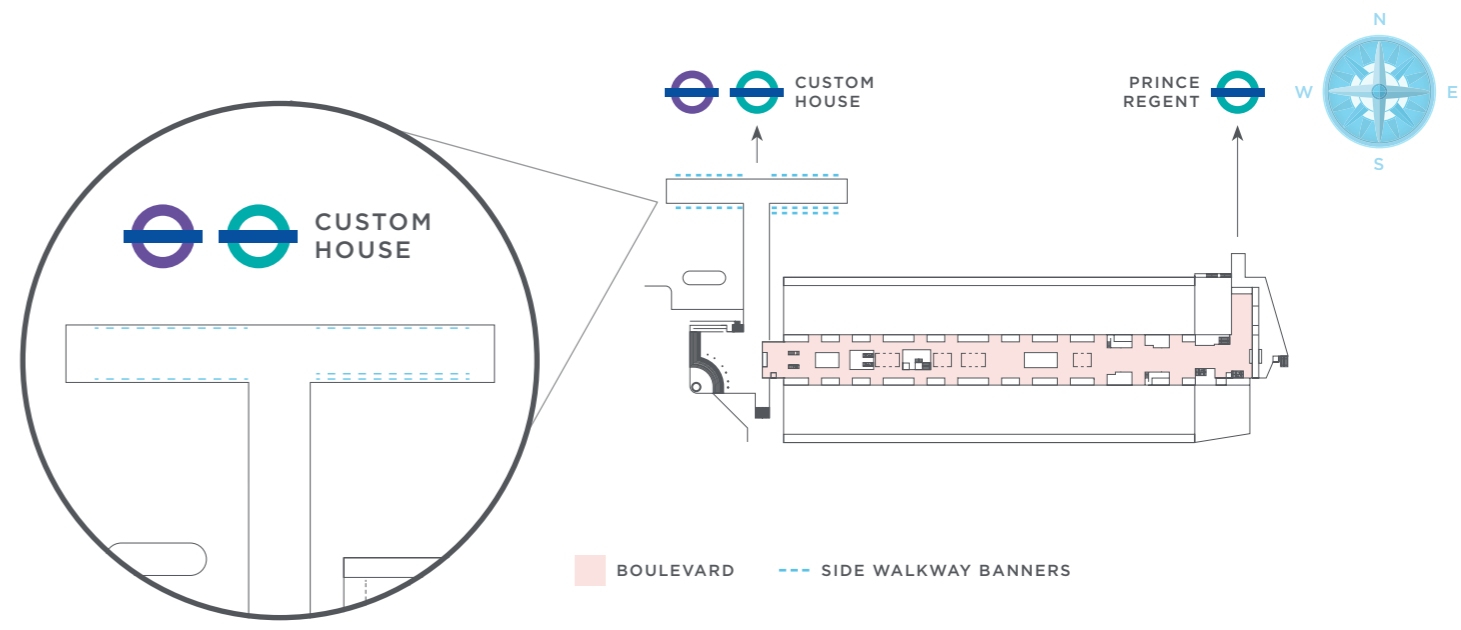 CUSTOM
HOUSE
CUSTOM
HOUSE
PRINCE
REGENT
N
W
E
S
BOULEVARD
SIDE WALKWAY BANNERS